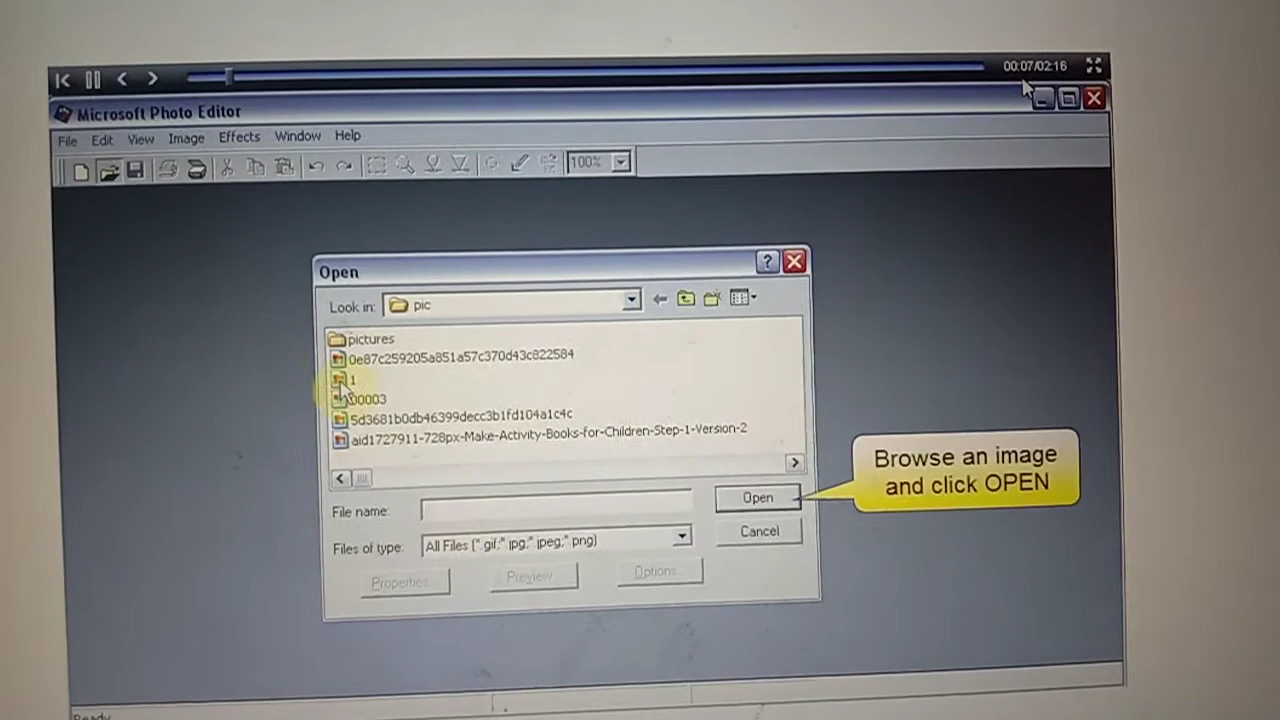 00:07/02:16
Microsoft Photo Editor
File Edit View Image Effects Window Help
100%
Open
Look in: pic
pictures
0e87c259205a851a57c370d43c822584
1
00003
5d3681b0db46399decc3b1fd104a1c4c
aid1727911-728px-Make-Activity-Books-for-Children-Step-1-Version-2
Browse an image
and click OPEN
File name: Open
Files of type: All Files (*.gif;*.jpg;*.jpeg;*.png) Cancel
Properties... Preview Options...
Ready